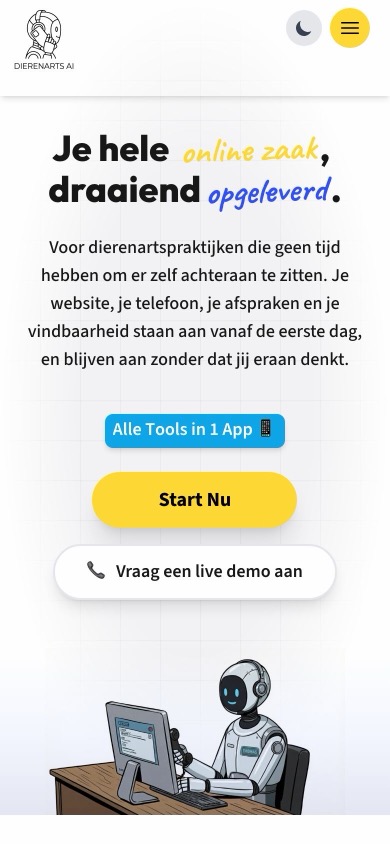 DIERENARTS AI
Je hele online zaak,
draaiend opgeleverd.
Voor dierenartspraktijken die geen tijd
hebben om er zelf achteraan te zitten. Je
website, je telefoon, je afspraken en je
vindbaarheid staan aan vanaf de eerste dag,
en blijven aan zonder dat jij eraan denkt.
Alle Tools in 1 App 📱
Start Nu
Vraag een live demo aan